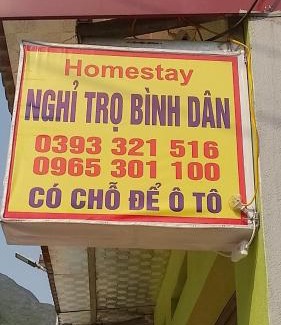 Homestay
NGHỈ TRỌ BÌNH DÂN
0393 321 516
0965 301 100
CÓ CHỖ ĐỂ Ô TÔ